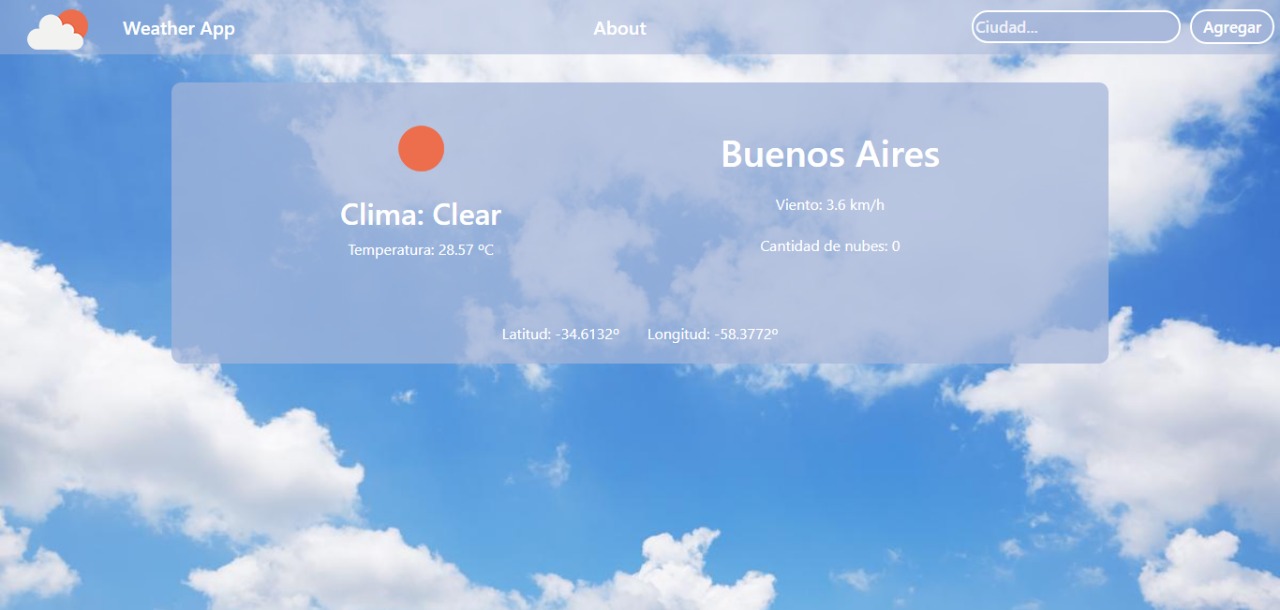 Weather App
About
Ciudad...
Agregar
Clima: Clear
Temperatura: 28.57 ºC
Buenos Aires
Viento: 3.6 km/h
Cantidad de nubes: 0
Latitud: -34.6132º
Longitud: -58.3772º